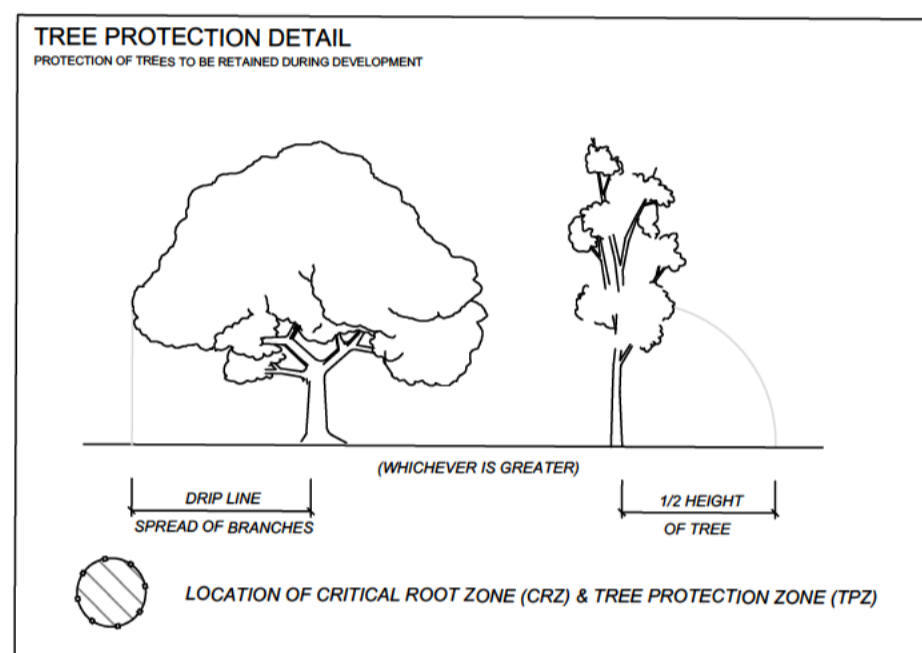 TREE PROTECTION DETAIL
PROTECTION OF TREES TO BE RETAINED DURING DEVELOPMENT
(WHICHEVER IS GREATER)
DRIP LINE
SPREAD OF BRANCHES
1/2 HEIGHT
OF TREE
LOCATION OF CRITICAL ROOT ZONE (CRZ) & TREE PROTECTION ZONE (TPZ)